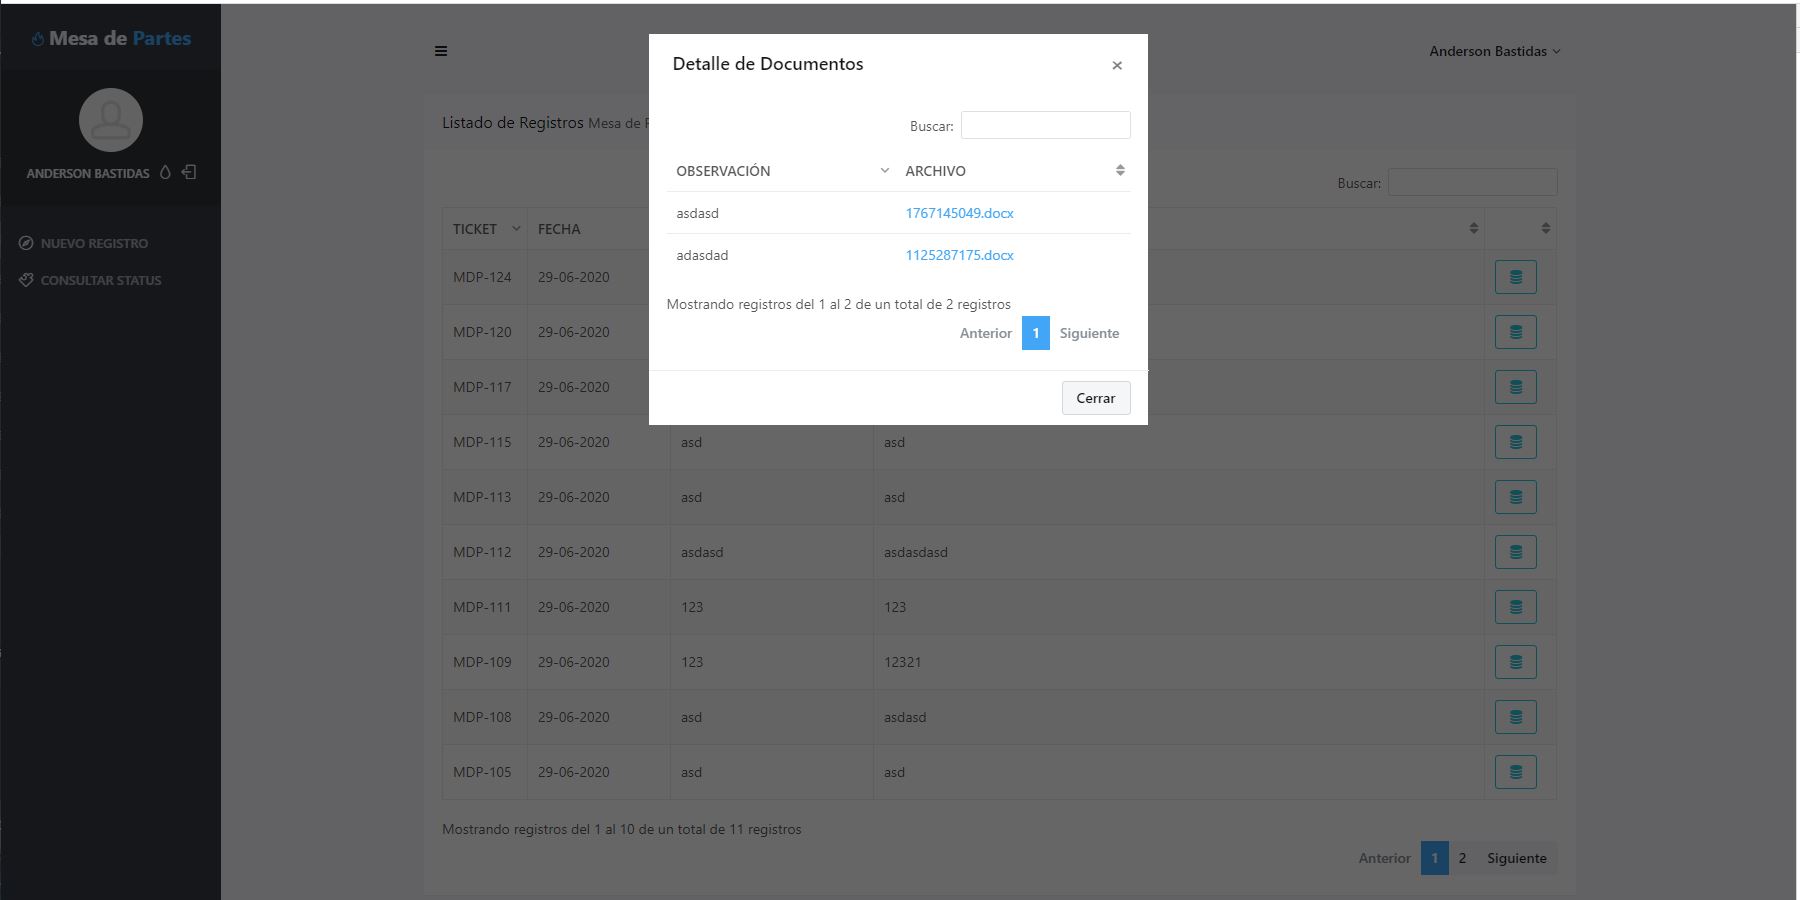 Mesa de Partes
ANDERSON BASTIDAS
NUEVO REGISTRO
CONSULTAR STATUS
Anderson Bastidas
Listado de Registros Mesa de
Buscar:
TICKET FECHA
MDP-124 29-06-2020
MDP-120 29-06-2020
MDP-117 29-06-2020
MDP-115 29-06-2020 asd asd
MDP-113 29-06-2020 asd asd
MDP-112 29-06-2020 asdasd asdasdasd
MDP-111 29-06-2020 123 123
MDP-109 29-06-2020 123 12321
MDP-108 29-06-2020 asd asdasd
MDP-105 29-06-2020 asd asd
Mostrando registros del 1 al 10 de un total de 11 registros
Anterior 1 2 Siguiente
Detalle de Documentos ×
Buscar:
OBSERVACIÓN ARCHIVO
asdasd 1767145049.docx
adasdad 1125287175.docx
Mostrando registros del 1 al 2 de un total de 2 registros
Anterior 1 Siguiente
Cerrar